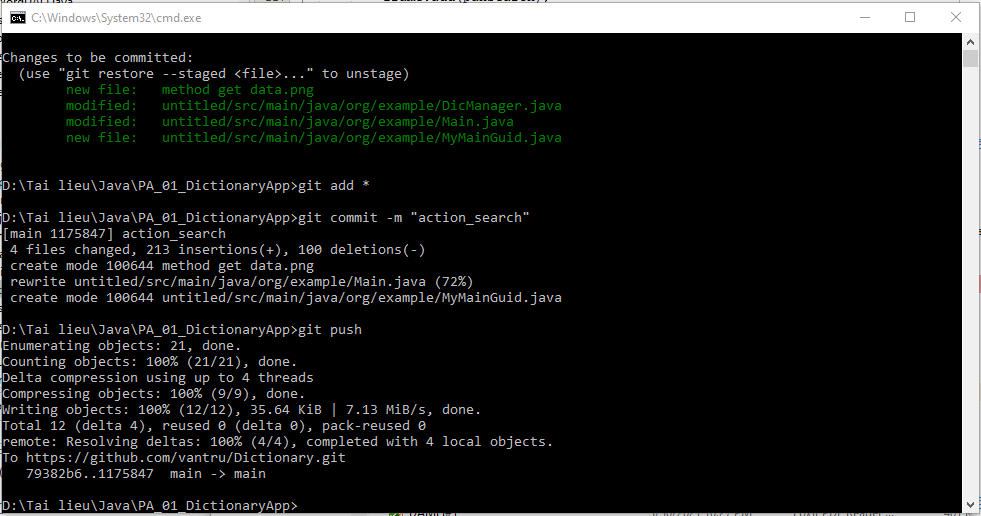 C:\Windows\System32\cmd.exe
Changes to be committed:
  (use "git restore --staged <file>..." to unstage)
        new file:   method get data.png
        modified:   untitled/src/main/java/org/example/DicManager.java
        modified:   untitled/src/main/java/org/example/Main.java
        new file:   untitled/src/main/java/org/example/MyMainGuid.java
D:\Tai lieu\Java\PA_01_DictionaryApp>git add *
D:\Tai lieu\Java\PA_01_DictionaryApp>git commit -m "action_search"
[main 1175847] action_search
 4 files changed, 213 insertions(+), 100 deletions(-)
 create mode 100644 method get data.png
 rewrite untitled/src/main/java/org/example/Main.java (72%)
 create mode 100644 untitled/src/main/java/org/example/MyMainGuid.java
D:\Tai lieu\Java\PA_01_DictionaryApp>git push
Enumerating objects: 21, done.
Counting objects: 100% (21/21), done.
Delta compression using up to 4 threads
Compressing objects: 100% (9/9), done.
Writing objects: 100% (12/12), 35.64 KiB | 7.13 MiB/s, done.
Total 12 (delta 4), reused 0 (delta 0), pack-reused 0
remote: Resolving deltas: 100% (4/4), completed with 4 local objects.
To https://github.com/vantru/Dictionary.git
   79382b6..1175847  main -> main
D:\Tai lieu\Java\PA_01_DictionaryApp>